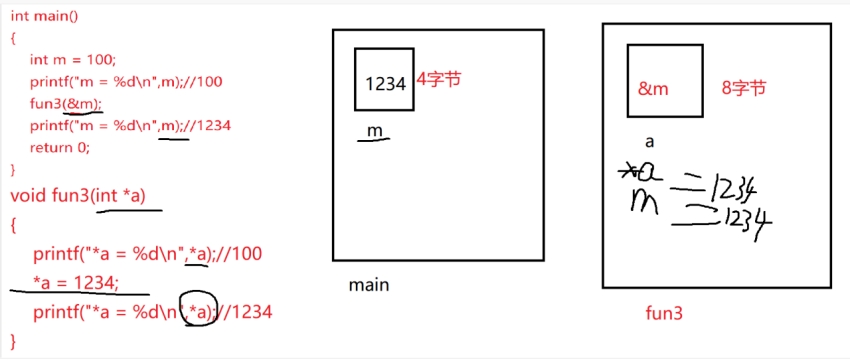 int main()
{
int m = 100;
printf("m = %d\n",m);//100
fun3(&m);
printf("m = %d\n",m);//1234
return 0;
}
void fun3(int *a)
{
printf("*a = %d\n",*a);//100
*a = 1234;
printf("*a = %d\n",*a);//1234
}
1234
4字节
m
main
&m
8字节
a
*a = 1234
m = 1234
fun3